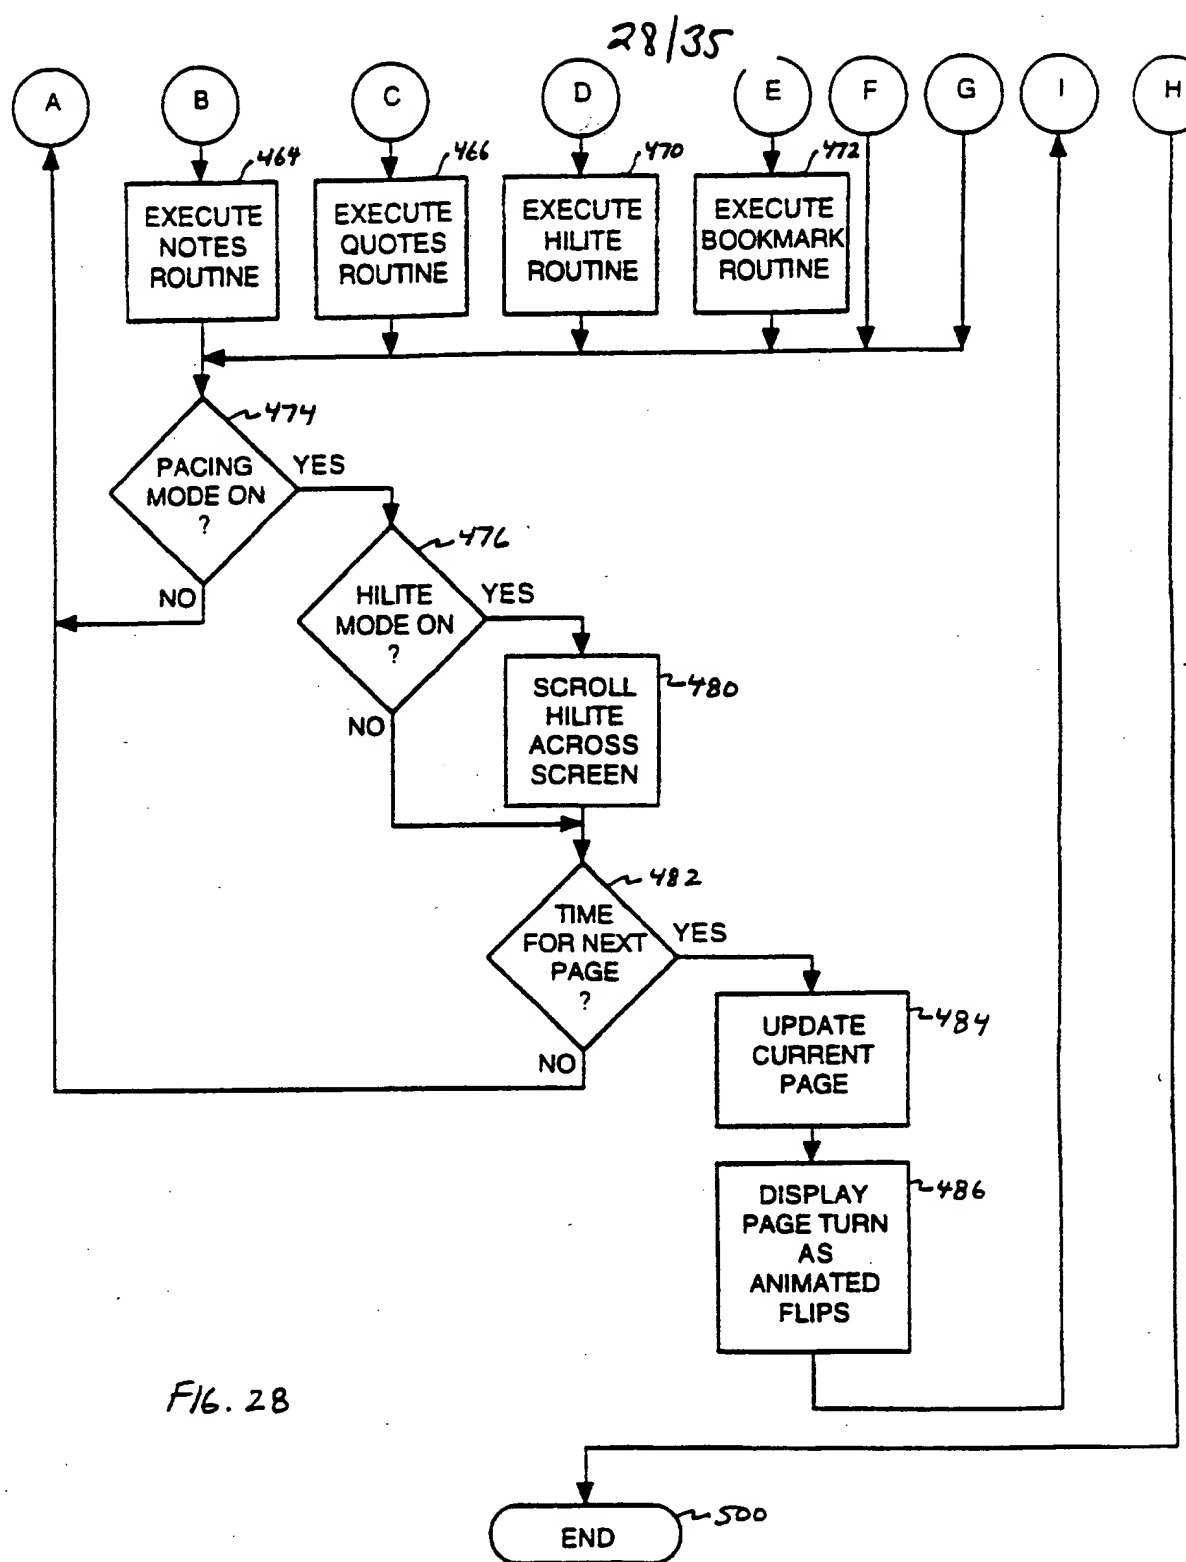 28/35
A B C D E F G I H
464
EXECUTE
NOTES
ROUTINE
466
EXECUTE
QUOTES
ROUTINE
470
EXECUTE
HILITE
ROUTINE
472
EXECUTE
BOOKMARK
ROUTINE
474
PACING
MODE ON
?
YES
NO
476
HILITE
MODE ON
?
YES
NO
480
SCROLL
HILITE
ACROSS
SCREEN
482
TIME
FOR NEXT
PAGE
?
YES
NO
484
UPDATE
CURRENT
PAGE
486
DISPLAY
PAGE TURN
AS
ANIMATED
FLIPS
FIG. 28
500
END